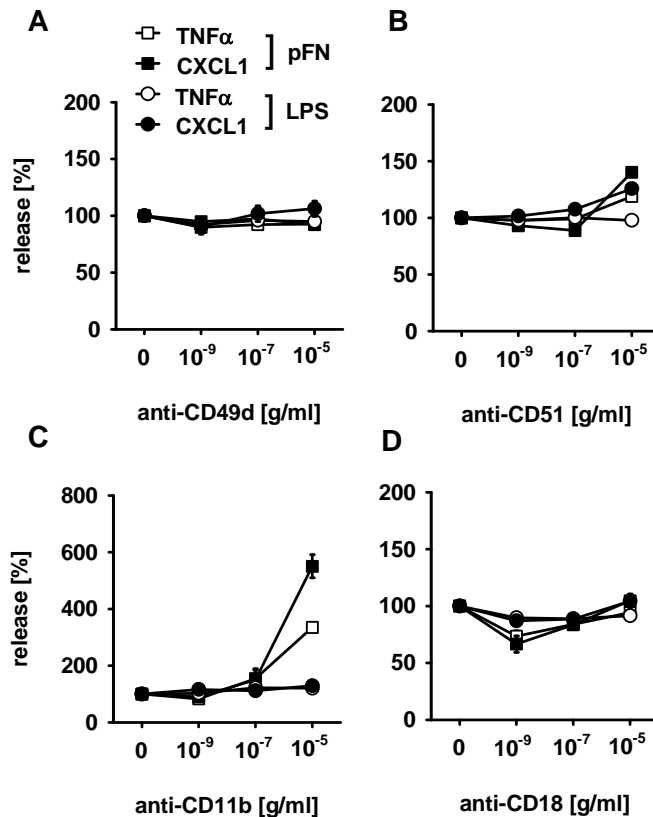 A
TNFα
CXCL1
] pFN
TNFα
CXCL1
] LPS
200
150
100
50
0
release [%]
0 10-9 10-7 10-5
anti-CD49d [g/ml]
B
200
150
100
50
0
0 10-9 10-7 10-5
anti-CD51 [g/ml]
C
800
600
400
200
0
release [%]
0 10-9 10-7 10-5
anti-CD11b [g/ml]
D
200
150
100
50
0
0 10-9 10-7 10-5
anti-CD18 [g/ml]